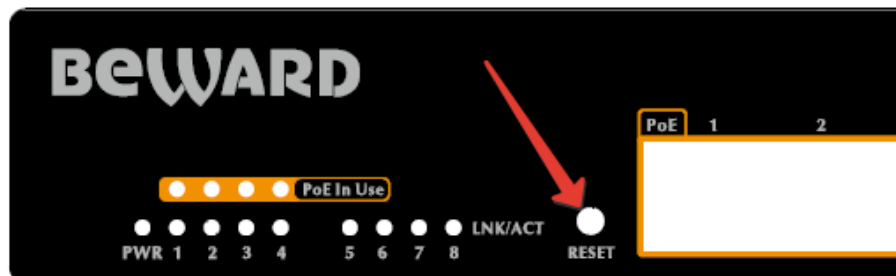 BEWARD
PoE 1 2
PoE In Use
LNK/ACT
PWR 1 2 3 4 5 6 7 8 RESET